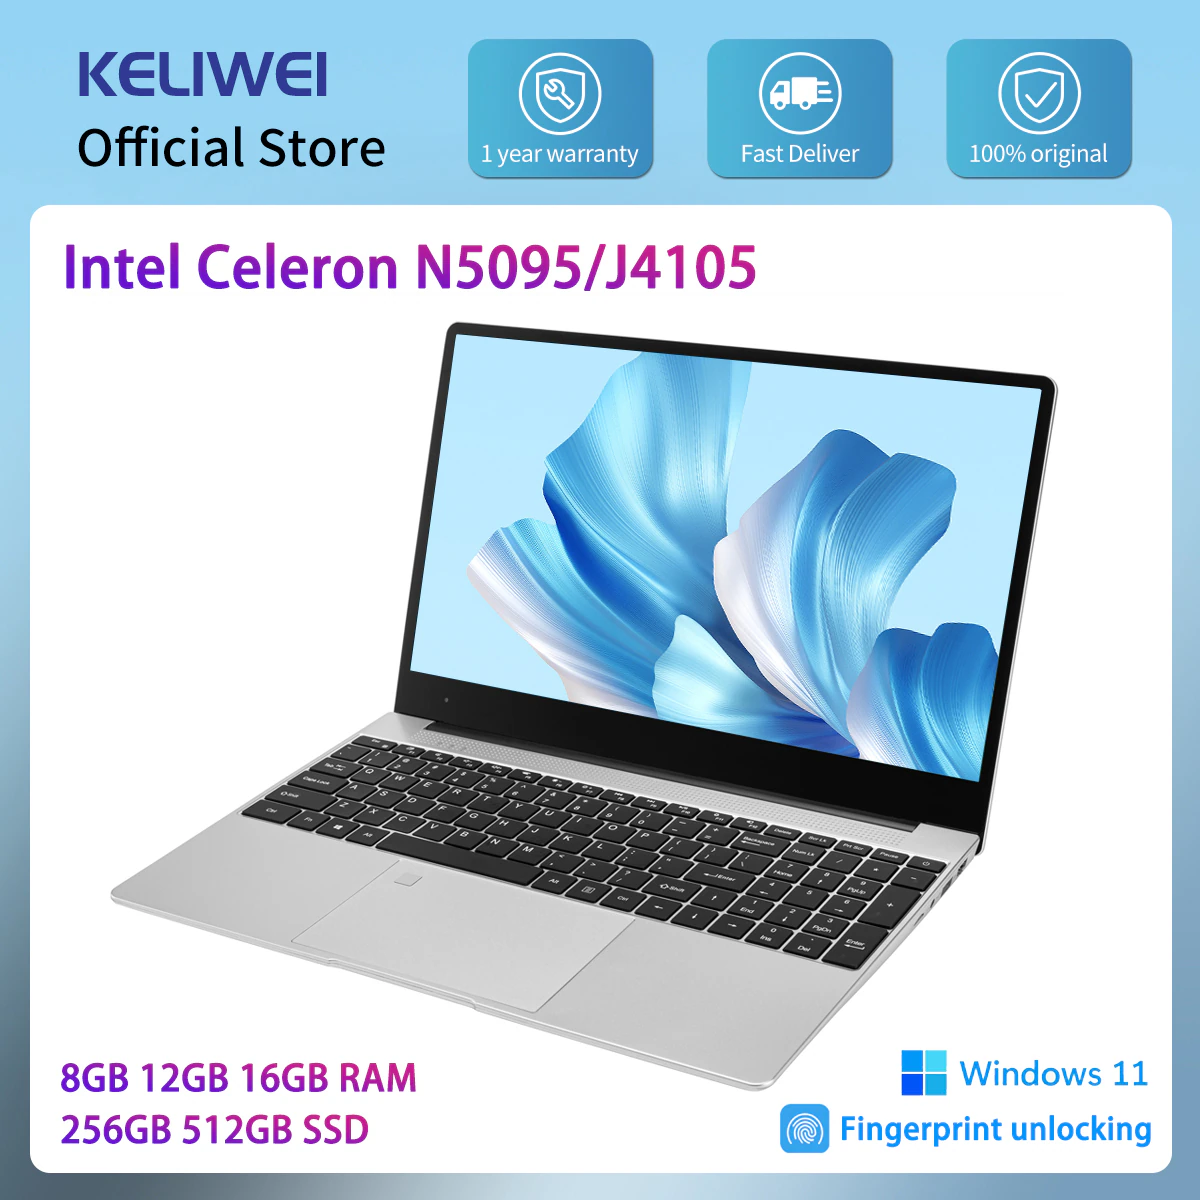 KELIWEI
Official Store
1 year warranty
Fast Deliver
100% original
Intel Celeron N5095/J4105
8GB 12GB 16GB RAM
256GB 512GB SSD
Windows 11
Fingerprint unlocking